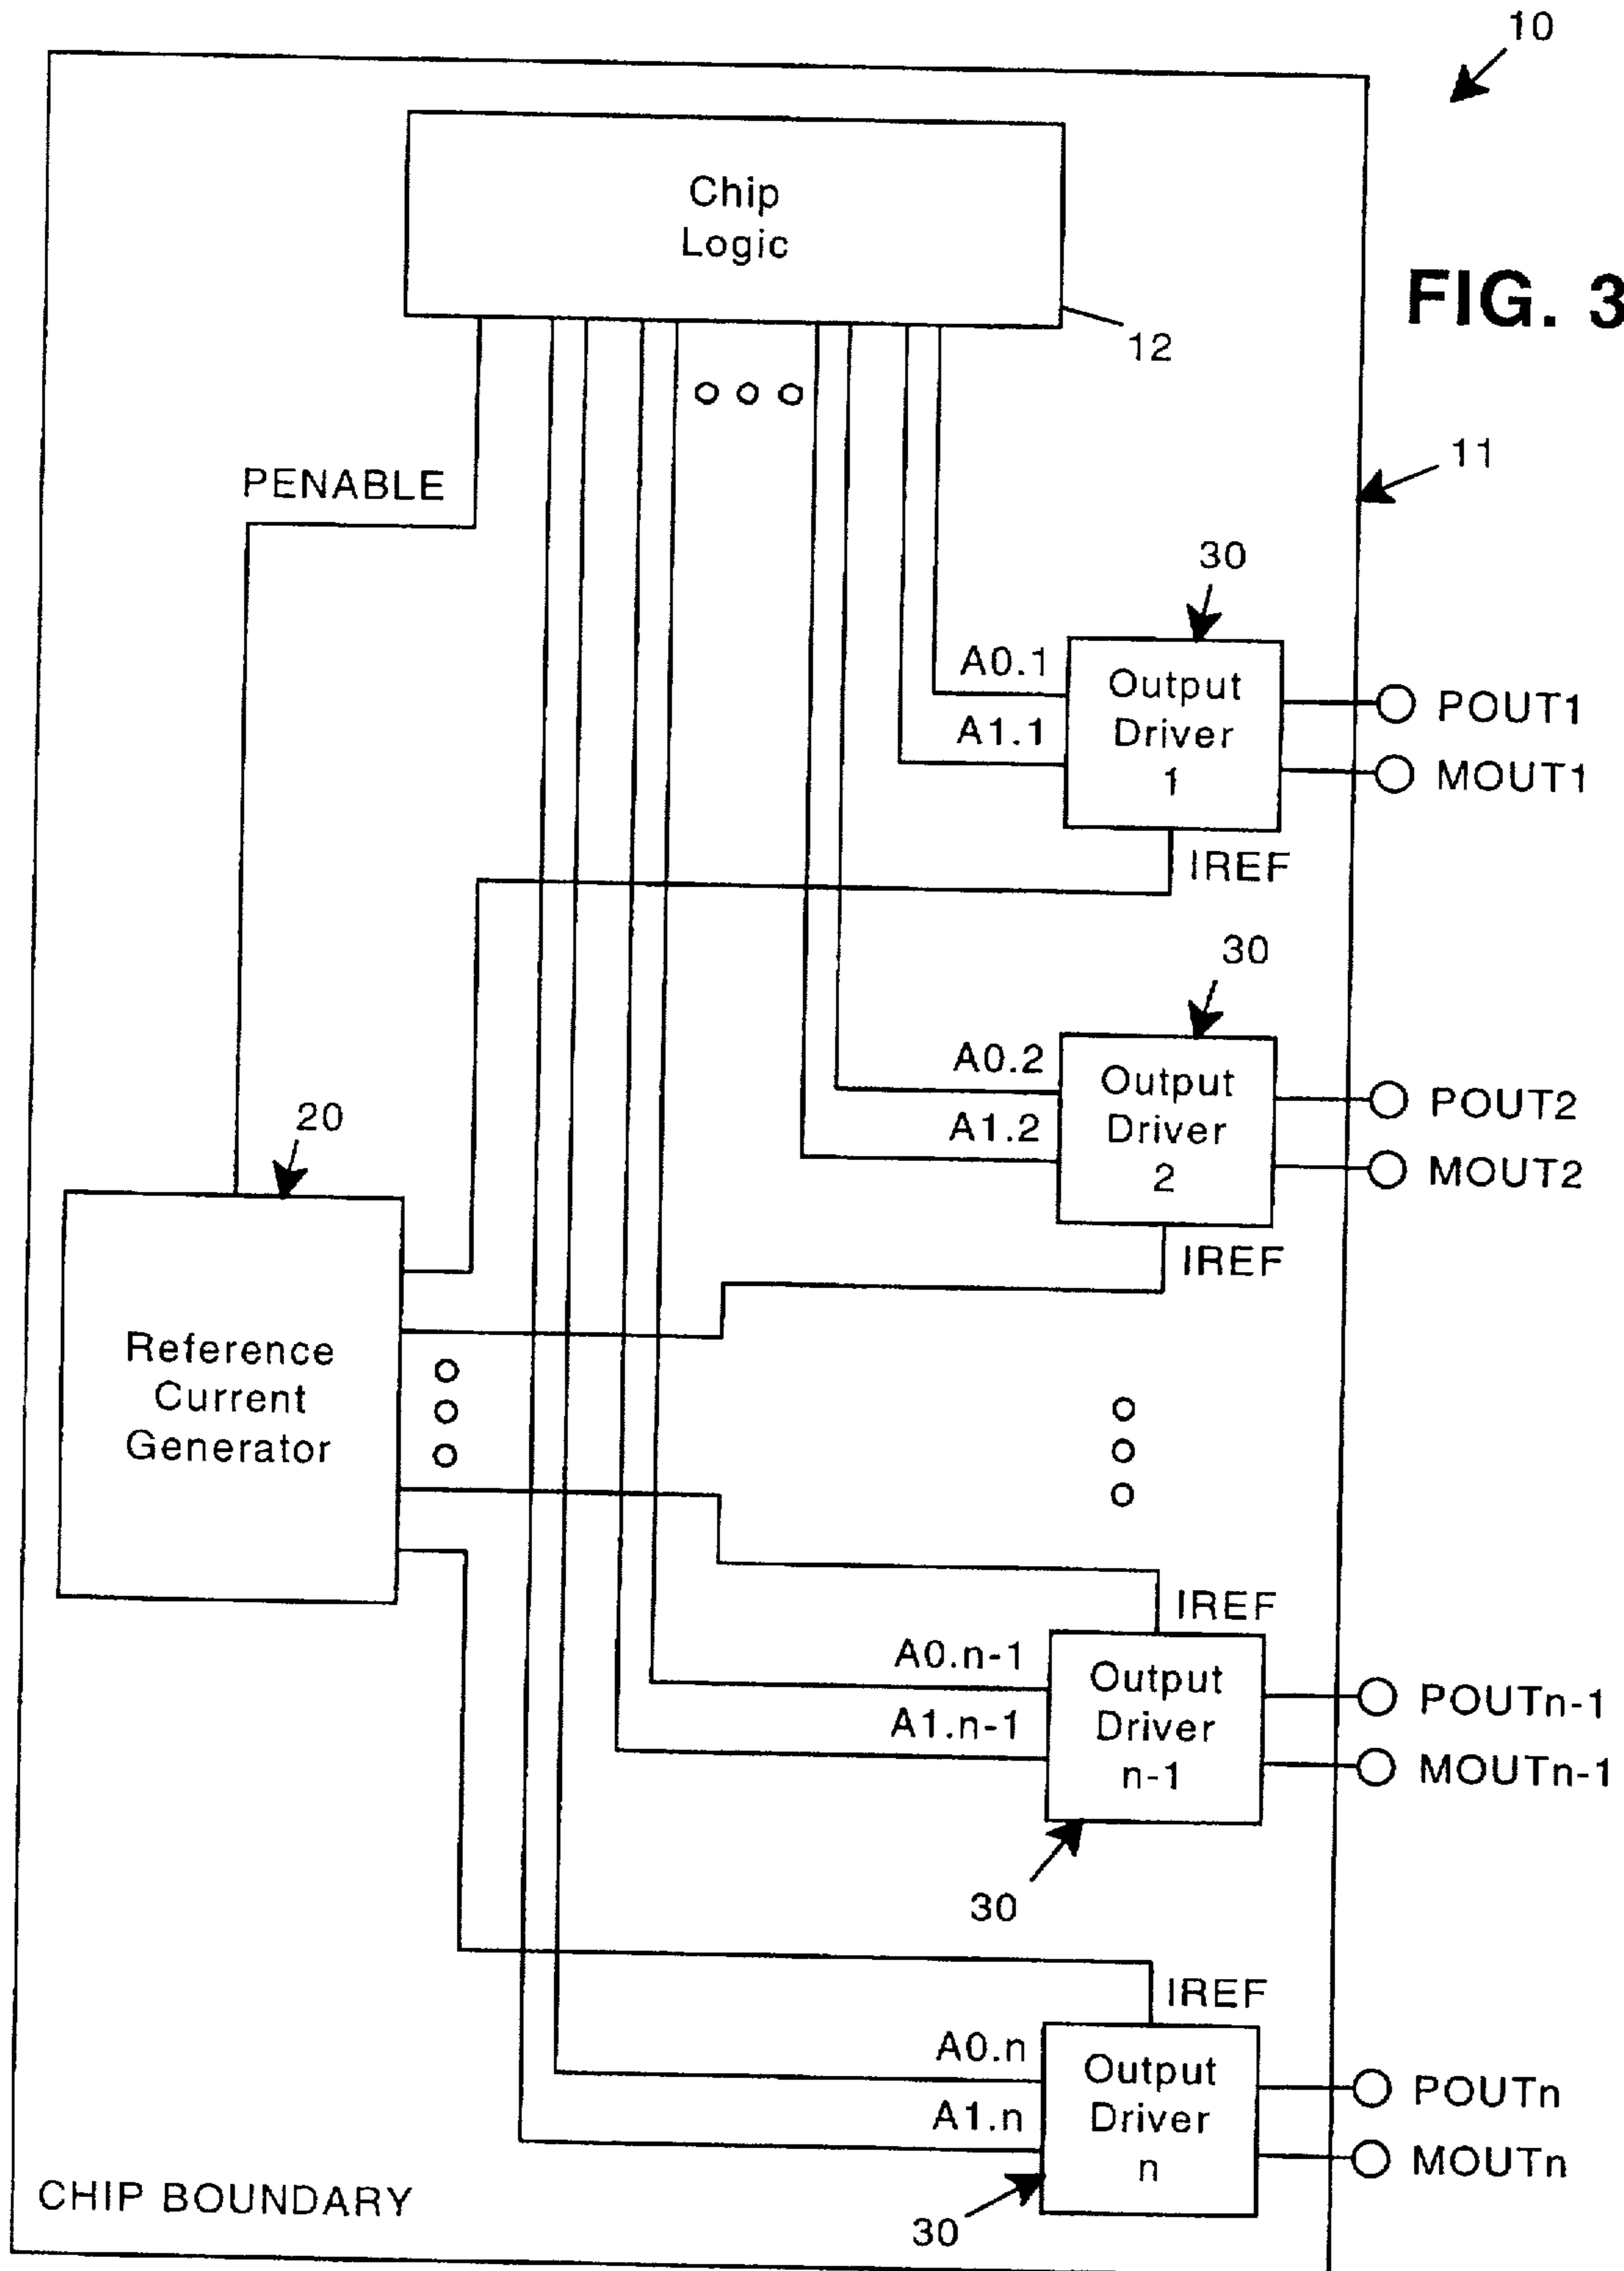 10
Chip
Logic
FIG. 3
12
11
PENABLE
30
A0.1
A1.1
Output
Driver
1
POUT1
MOUT1
IREF
30
A0.2
A1.2
Output
Driver
2
POUT2
MOUT2
IREF
20
Reference
Current
Generator
IREF
A0.n-1
A1.n-1
Output
Driver
n-1
POUTn-1
MOUTn-1
30
IREF
A0.n
A1.n
Output
Driver
n
POUTn
MOUTn
30
CHIP BOUNDARY